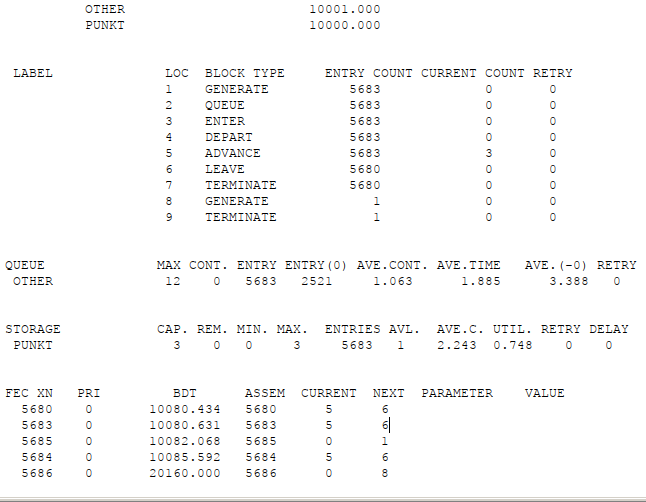 OTHER 10001.000
PUNKT 10000.000
LABEL LOC BLOCK TYPE ENTRY COUNT CURRENT COUNT RETRY
1 GENERATE 5683 0 0
2 QUEUE 5683 0 0
3 ENTER 5683 0 0
4 DEPART 5683 0 0
5 ADVANCE 5683 3 0
6 LEAVE 5680 0 0
7 TERMINATE 5680 0 0
8 GENERATE 1 0 0
9 TERMINATE 1 0 0
QUEUE MAX CONT. ENTRY ENTRY(0) AVE.CONT. AVE.TIME AVE.(-0) RETRY
OTHER 12 0 5683 2521 1.063 1.885 3.388 0
STORAGE CAP. REM. MIN. MAX. ENTRIES AVL. AVE.C. UTIL. RETRY DELAY
PUNKT 3 0 0 3 5683 1 2.243 0.748 0 0
FEC XN PRI BDT ASSEM CURRENT NEXT PARAMETER VALUE
5680 0 10080.434 5680 5 6
5683 0 10080.631 5683 5 6
5685 0 10082.068 5685 0 1
5684 0 10085.592 5684 5 6
5686 0 20160.000 5686 0 8